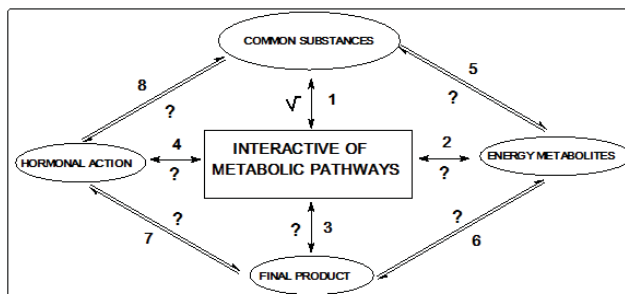 COMMON SUBSTANCES
8
5
?
√
1
?
4
INTERACTIVE OF
METABOLIC PATHWAYS
2
HORMONAL ACTION
ENERGY METABOLITES
?
?
?
? 3
?
7
6
FINAL PRODUCT